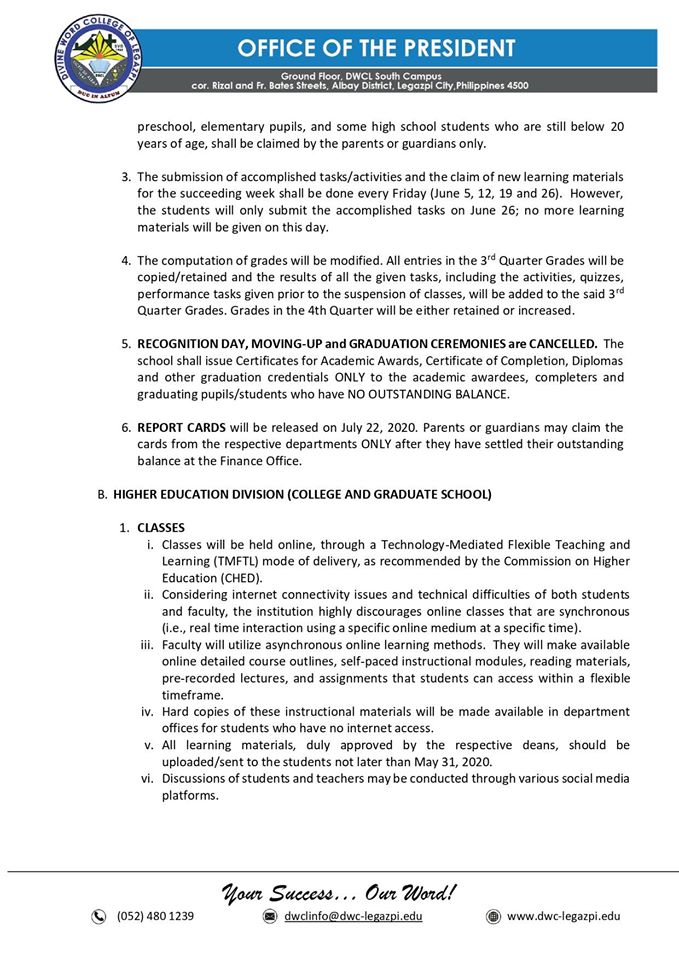 DIVINE WORD COLLEGE OF LEGAZPI
DUC IN ALTUM
OFFICE OF THE PRESIDENT
Ground Floor, DWCL South Campus
cor. Rizal and Fr. Bates Streets, Albay District, Legazpi City,Philippines 4500
preschool, elementary pupils, and some high school students who are still below 20
years of age, shall be claimed by the parents or guardians only.
3. The submission of accomplished tasks/activities and the claim of new learning materials
for the succeeding week shall be done every Friday (June 5, 12, 19 and 26). However,
the students will only submit the accomplished tasks on June 26; no more learning
materials will be given on this day.
4. The computation of grades will be modified. All entries in the 3rd Quarter Grades will be
copied/retained and the results of all the given tasks, including the activities, quizzes,
performance tasks given prior to the suspension of classes, will be added to the said 3rd
Quarter Grades. Grades in the 4th Quarter will be either retained or increased.
5. RECOGNITION DAY, MOVING-UP and GRADUATION CEREMONIES are CANCELLED. The
school shall issue Certificates for Academic Awards, Certificate of Completion, Diplomas
and other graduation credentials ONLY to the academic awardees, completers and
graduating pupils/students who have NO OUTSTANDING BALANCE.
6. REPORT CARDS will be released on July 22, 2020. Parents or guardians may claim the
cards from the respective departments ONLY after they have settled their outstanding
balance at the Finance Office.
B. HIGHER EDUCATION DIVISION (COLLEGE AND GRADUATE SCHOOL)
1. CLASSES
i. Classes will be held online, through a Technology-Mediated Flexible Teaching and
Learning (TMFTL) mode of delivery, as recommended by the Commission on Higher
Education (CHED).
ii. Considering internet connectivity issues and technical difficulties of both students
and faculty, the institution highly discourages online classes that are synchronous
(i.e., real time interaction using a specific online medium at a specific time).
iii. Faculty will utilize asynchronous online learning methods. They will make available
online detailed course outlines, self-paced instructional modules, reading materials,
pre-recorded lectures, and assignments that students can access within a flexible
timeframe.
iv. Hard copies of these instructional materials will be made available in department
offices for students who have no internet access.
v. All learning materials, duly approved by the respective deans, should be
uploaded/sent to the students not later than May 31, 2020.
vi. Discussions of students and teachers may be conducted through various social media
platforms.
Your Success... Our Word!
(052) 480 1239 dwclinfo@dwc-legazpi.edu www.dwc-legazpi.edu